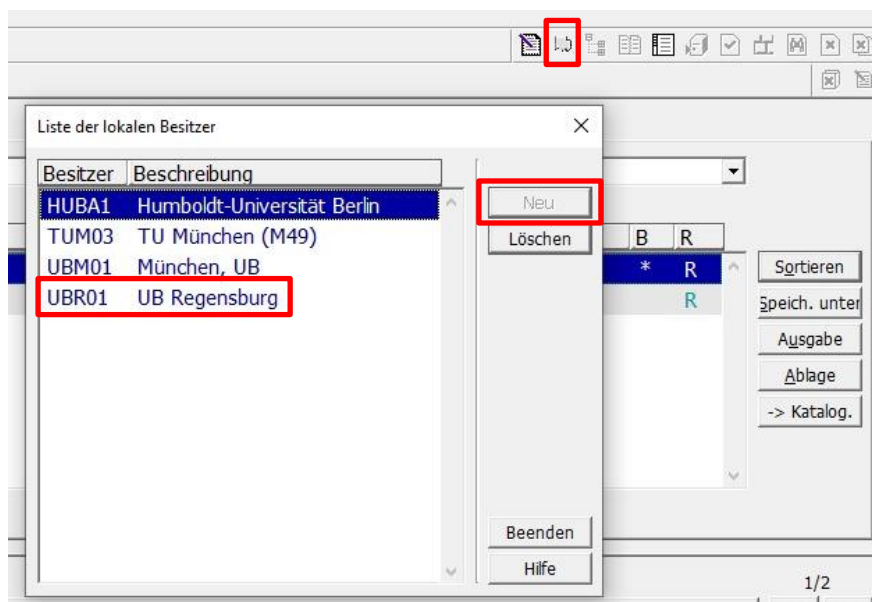 Liste der lokalen Besitzer
Besitzer Beschreibung
HUBA1 Humboldt-Universität Berlin
TUM03 TU München (M49)
UBM01 München, UB
UBR01 UB Regensburg
Neu
Löschen
Beenden
Hilfe
B R
* R
R
Sortieren
Speich. unter
Ausgabe
Ablage
-> Katalog.
1/2